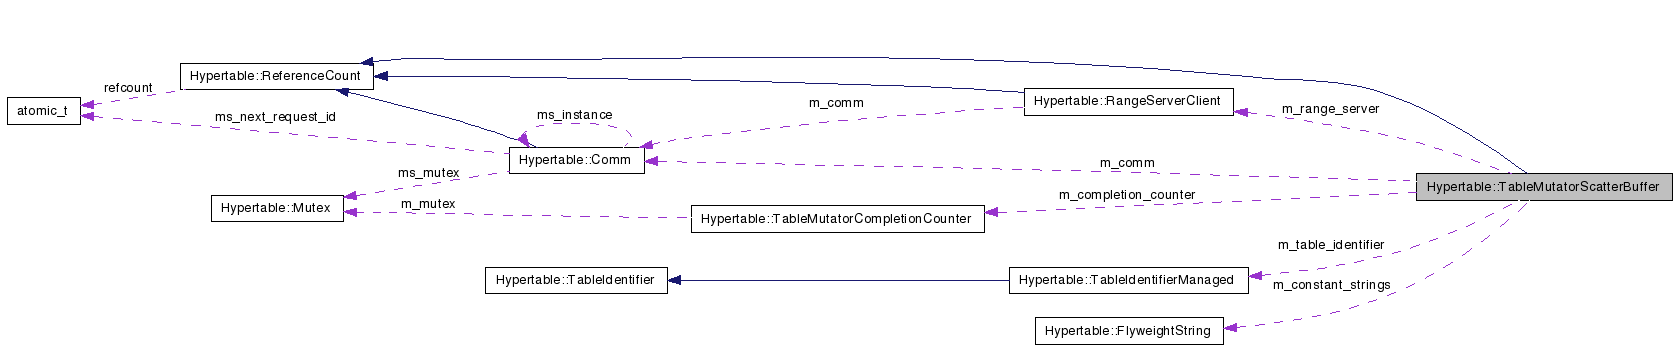 Hypertable::ReferenceCount
refcount
atomic_t
ms_next_request_id
ms_instance
m_comm
Hypertable::RangeServerClient
m_range_server
Hypertable::Comm
m_comm
ms_mutex
Hypertable::TableMutatorScatterBuffer
m_completion_counter
Hypertable::Mutex
m_mutex
Hypertable::TableMutatorCompletionCounter
m_table_identifier
Hypertable::TableIdentifier
Hypertable::TableIdentifierManaged
m_constant_strings
Hypertable::FlyweightString